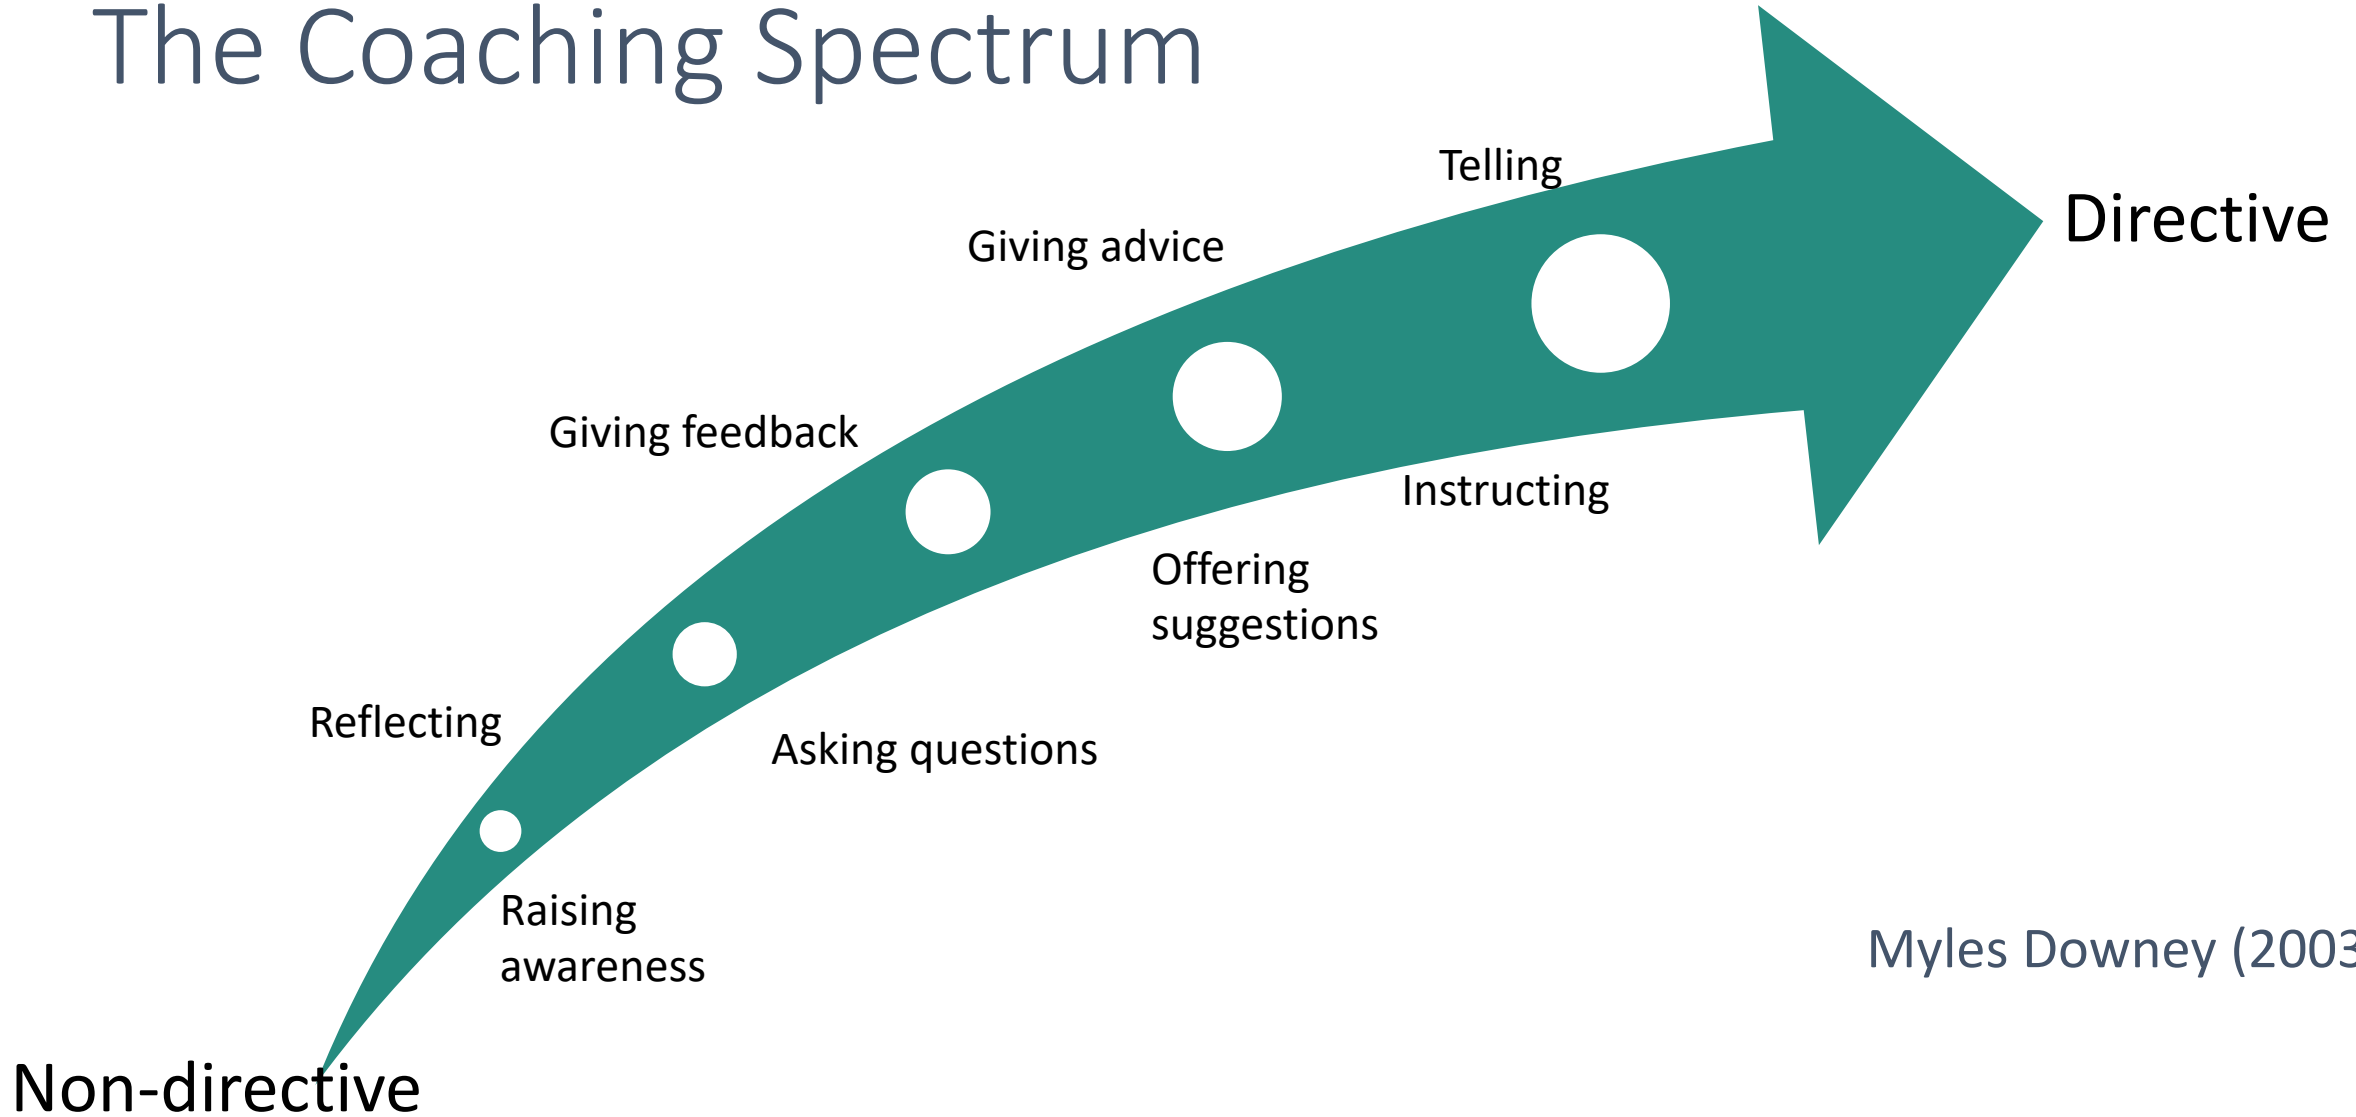 The Coaching Spectrum
Telling
Directive
Giving advice
Giving feedback
Instructing
Offering
suggestions
Reflecting
Asking questions
Raising
awareness
Myles Downey (2003
Non-directive